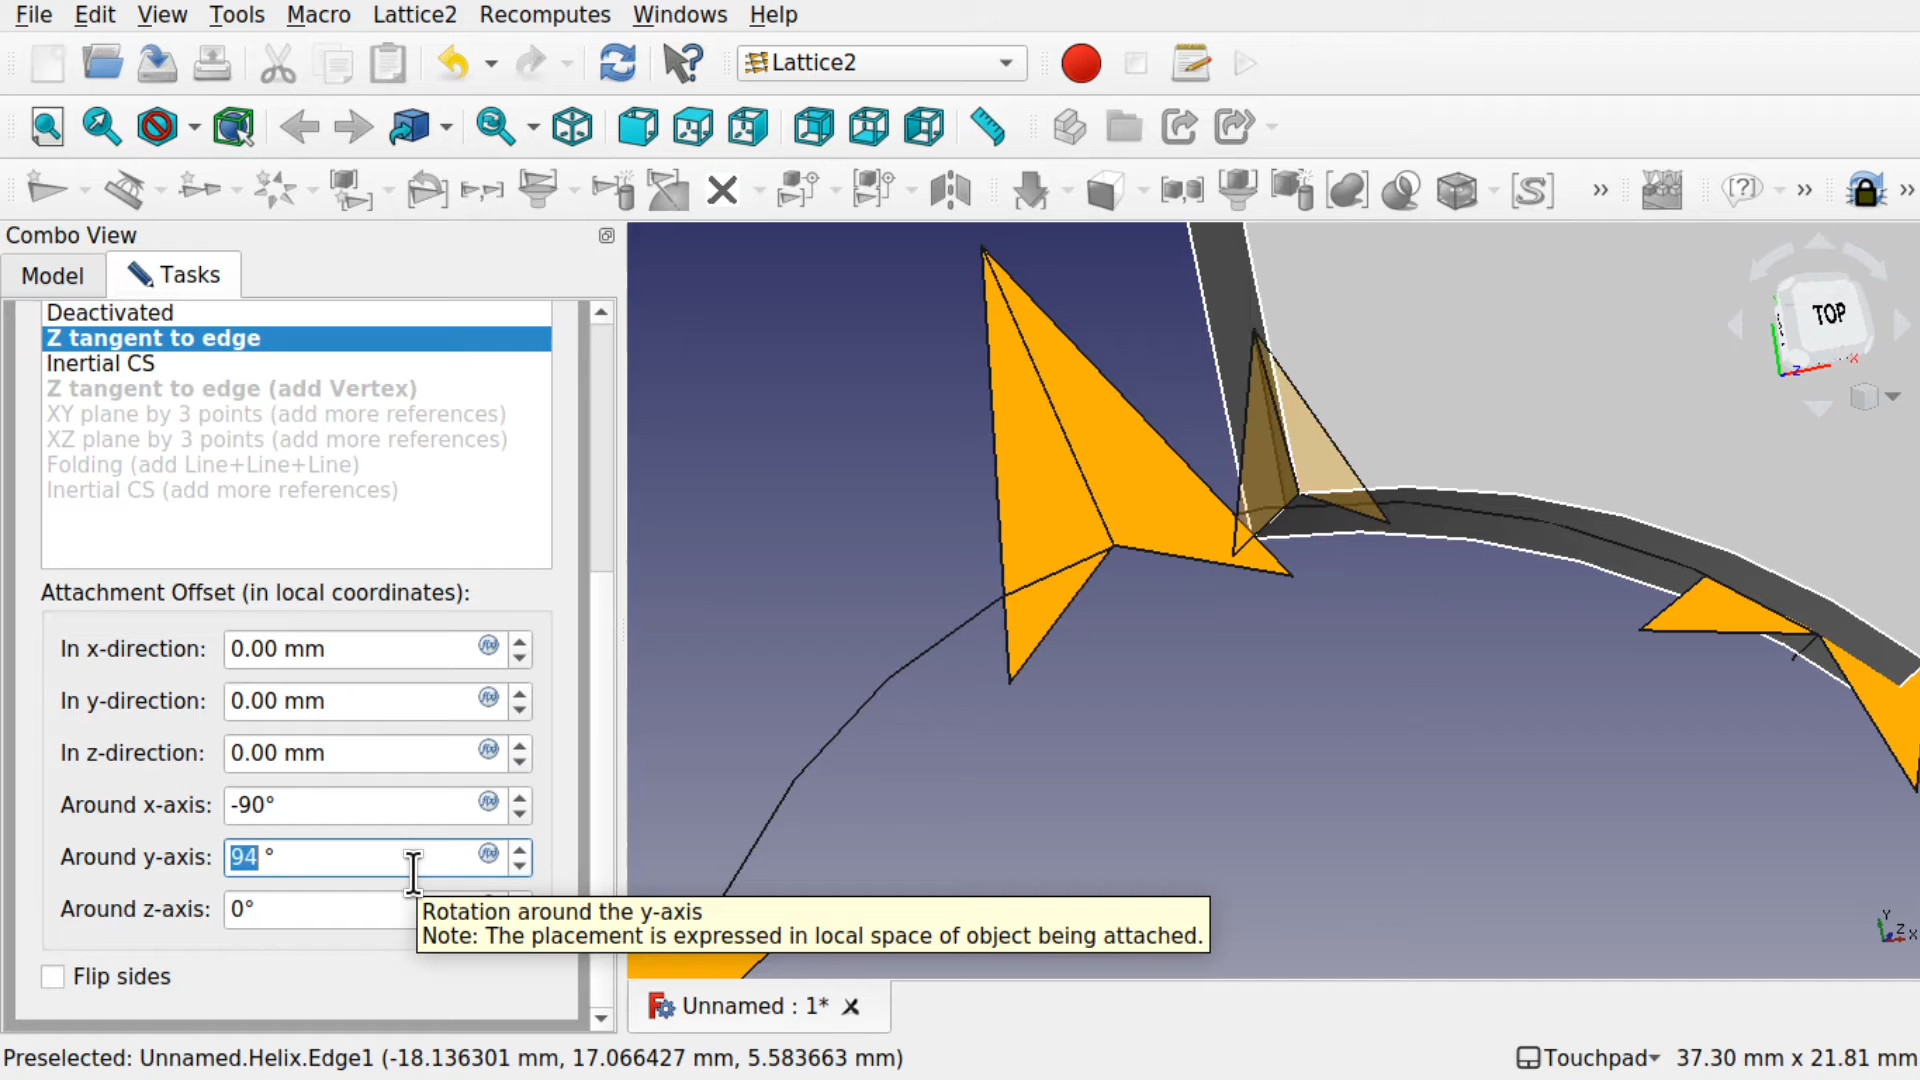 File Edit View Tools Macro Lattice2 Recomputes Windows Help
Lattice2
Combo View
Model Tasks
Deactivated
Z tangent to edge
Inertial CS
Z tangent to edge (add Vertex)
XY plane by 3 points (add more references)
XZ plane by 3 points (add more references)
Folding (add Line+Line+Line)
Inertial CS (add more references)
Attachment Offset (in local coordinates):
In x-direction: 0.00 mm
In y-direction: 0.00 mm
In z-direction: 0.00 mm
Around x-axis: -90°
Around y-axis: 94 °
Around z-axis: 0°
Rotation around the y-axis
Note: The placement is expressed in local space of object being attached.
Flip sides
TOP
Z X
Y
Z X
Unnamed : 1*
Preselected: Unnamed.Helix.Edge1 (-18.136301 mm, 17.066427 mm, 5.583663 mm)
Touchpad 37.30 mm x 21.81 mm